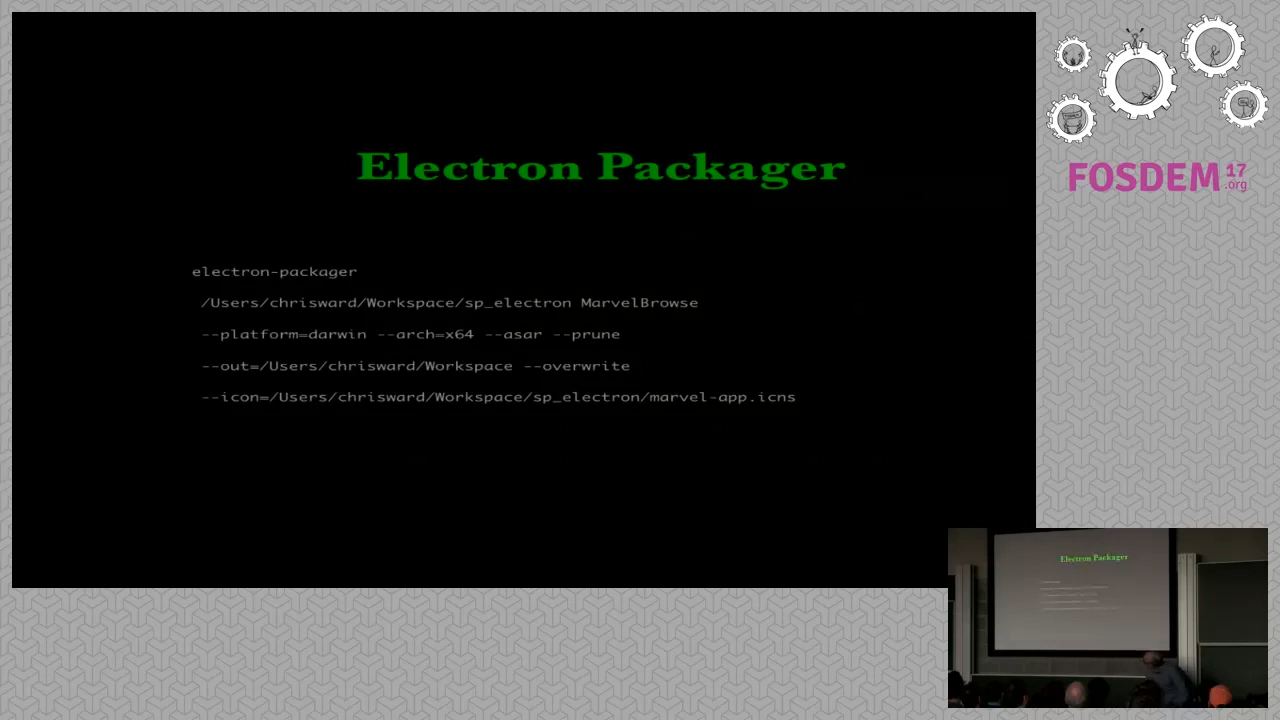 Electron Packager
electron-packager
/Users/chrisward/Workspace/sp_electron MarvelBrowse
--platform=darwin --arch=x64 --asar --prune
--out=/Users/chrisward/Workspace --overwrite
--icon=/Users/chrisward/Workspace/sp_electron/marvel-app.icns
FOSDEM 17
.org
Electron Packager